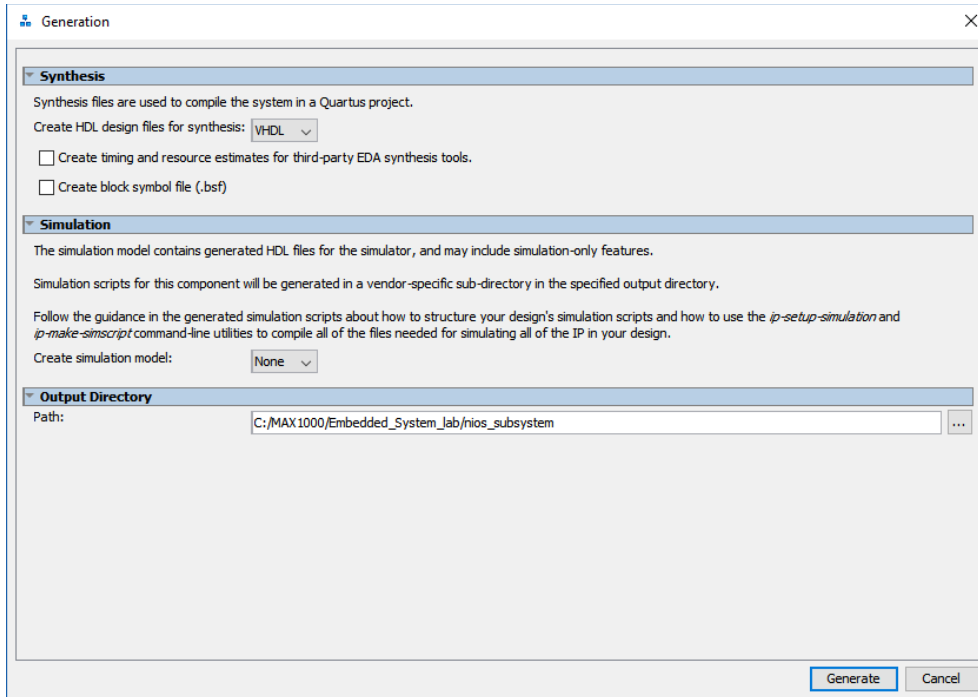 Generation
Synthesis
Synthesis files are used to compile the system in a Quartus project.
Create HDL design files for synthesis: VHDL
Create timing and resource estimates for third-party EDA synthesis tools.
Create block symbol file (.bsf)
Simulation
The simulation model contains generated HDL files for the simulator, and may include simulation-only features.
Simulation scripts for this component will be generated in a vendor-specific sub-directory in the specified output directory.
Follow the guidance in the generated simulation scripts about how to structure your design's simulation scripts and how to use the ip-setup-simulation and
ip-make-simscript command-line utilities to compile all of the files needed for simulating all of the IP in your design.
Create simulation model: None
Output Directory
Path: C:/MAX1000/Embedded_System_lab/nios_subsystem ...
Generate Cancel